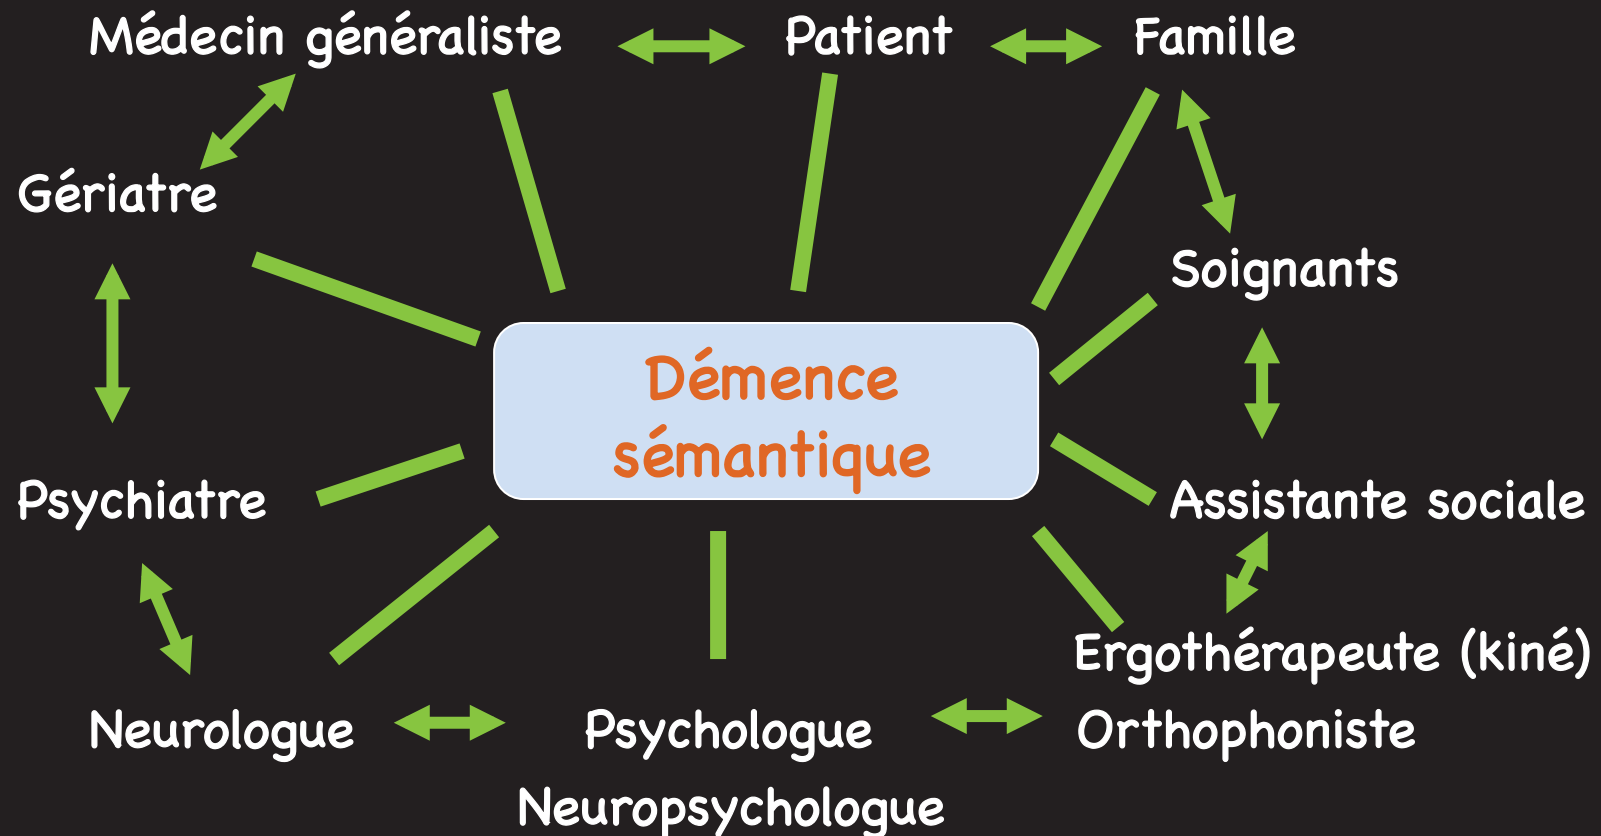 Médecin généraliste
Patient
Famille
Gériatre
Soignants
Démence
sémantique
Psychiatre
Assistante sociale
Ergothérapeute (kiné)
Neurologue
Psychologue
Orthophoniste
Neuropsychologue